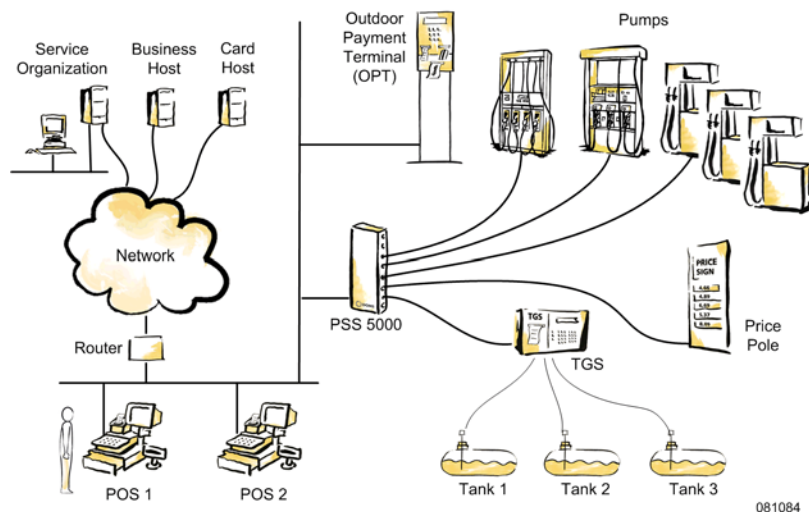 Service
Organization
Business
Host
Card
Host
Outdoor
Payment
Terminal
(OPT)
Pumps
Network
Router
PSS 5000
TGS
TGS
PRICE
SIGN
Price
Pole
POS 1
POS 2
Tank 1
Tank 2
Tank 3
081084